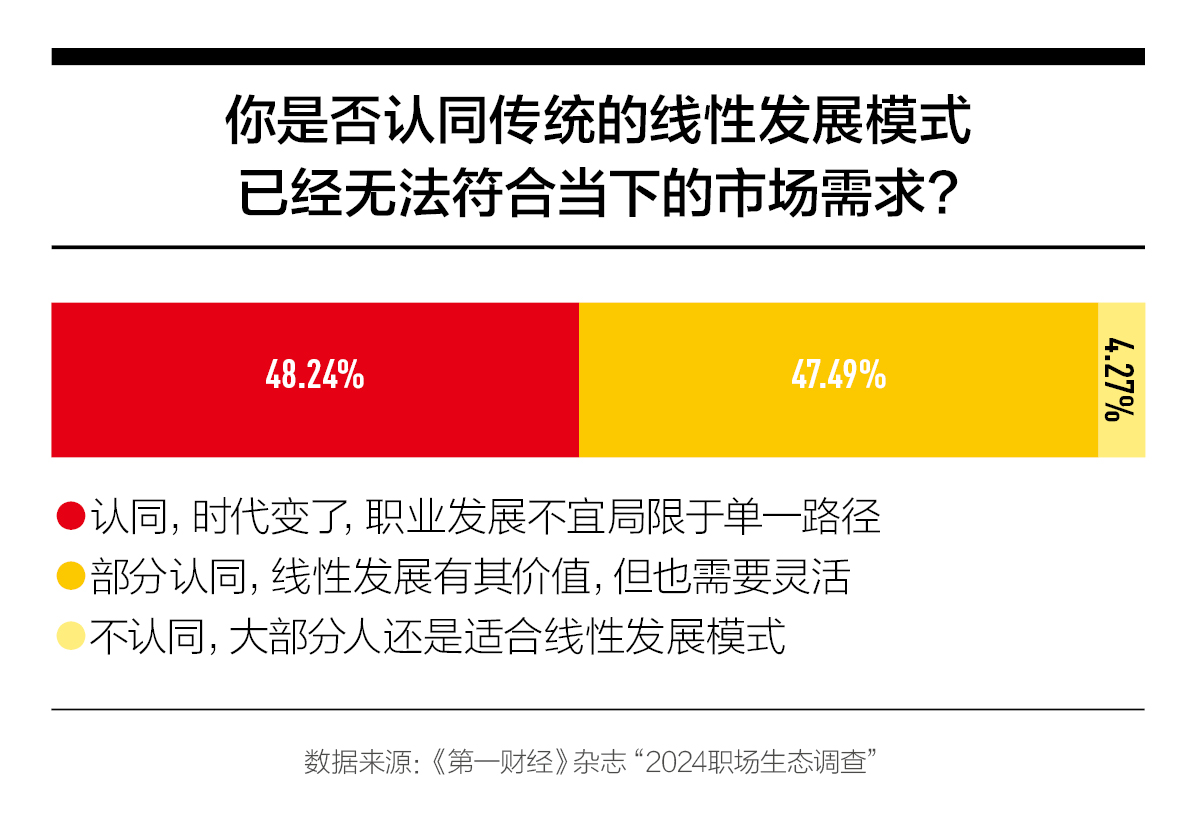 你是否认同传统的线性发展模式
已经无法符合当下的市场需求？
48.24%
47.49%
4.27%
认同，时代变了，职业发展不宜局限于单一路径
部分认同，线性发展有其价值，但也需要灵活
不认同，大部分人还是适合线性发展模式
数据来源：《第一财经》杂志“2024职场生态调查”